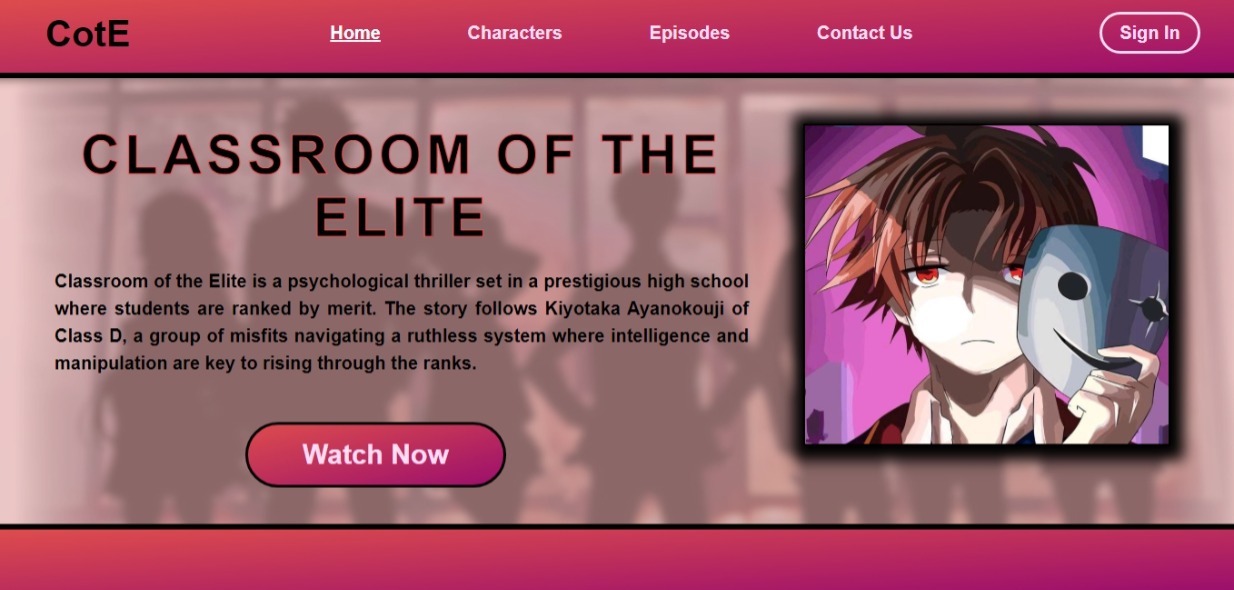 CotE
Home
Characters
Episodes
Contact Us
Sign In
CLASSROOM OF THE
ELITE
Classroom of the Elite is a psychological thriller set in a prestigious high school
where students are ranked by merit. The story follows Kiyotaka Ayanokouji of
Class D, a group of misfits navigating a ruthless system where intelligence and
manipulation are key to rising through the ranks.
Watch Now